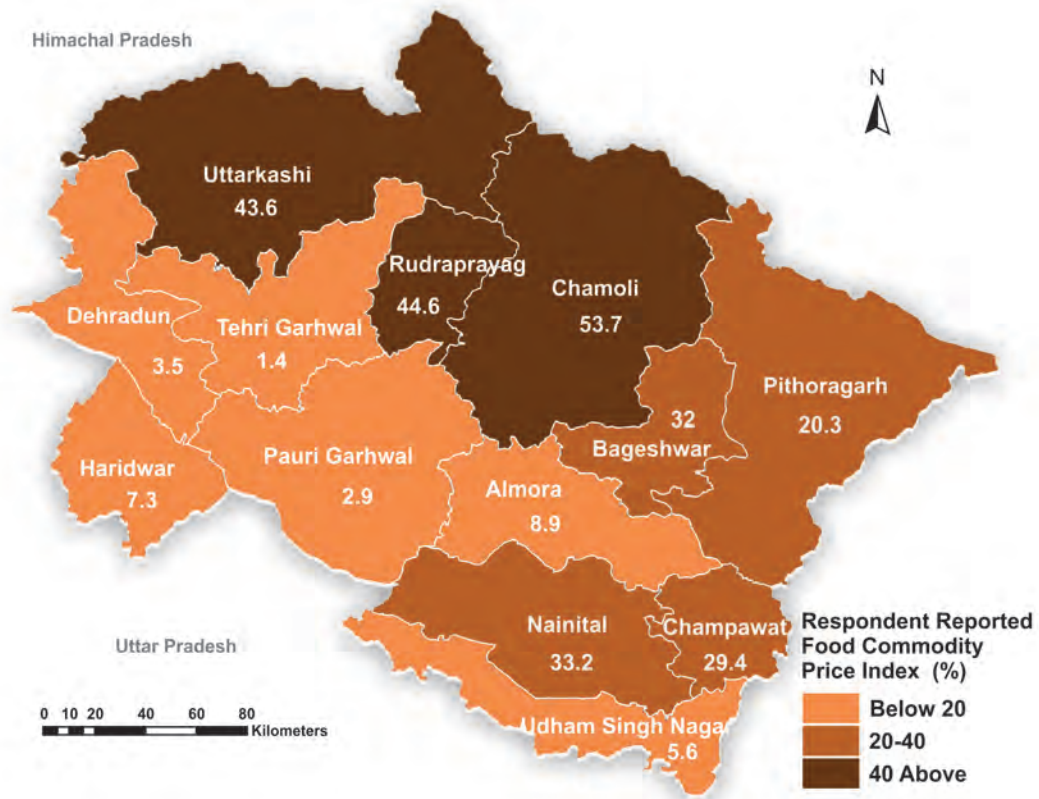 Himachal Pradesh
N
Uttarkashi
43.6
Rudraprayag
44.6
Chamoli
53.7
Dehradun
3.5
Tehri Garhwal
1.4
Pithoragarh
20.3
32
Bageshwar
Haridwar
7.3
Pauri Garhwal
2.9
Almora
8.9
Nainital
33.2
Champawat
29.4
Udham Singh Nagar
5.6
Uttar Pradesh
0 10 20 40 60 80
Kilometers
Respondent Reported
Food Commodity
Price Index (%)
Below 20
20-40
40 Above